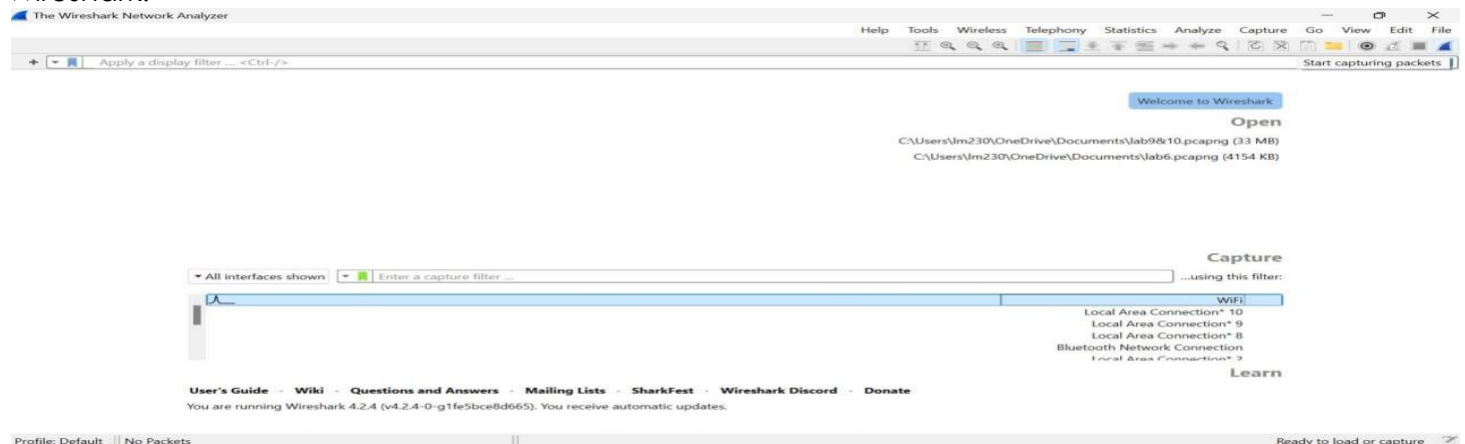 The Wireshark Network Analyzer
Help Tools Wireless Telephony Statistics Analyze Capture Go View Edit File
Apply a display filter ... <Ctrl-/>
Start capturing packets
Welcome to Wireshark
Open
C:\Users\lm230\OneDrive\Documents\lab9&10.pcapng (33 MB)
C:\Users\lm230\OneDrive\Documents\lab6.pcapng (4154 KB)
Capture
All interfaces shown
Enter a capture filter ...
...using this filter:
WiFi
Local Area Connection* 10
Local Area Connection* 9
Local Area Connection* 8
Bluetooth Network Connection
Local Area Connection* 2
Learn
User's Guide · Wiki · Questions and Answers · Mailing Lists · SharkFest · Wireshark Discord · Donate
You are running Wireshark 4.2.4 (v4.2.4-0-g1fe5bce8d665). You receive automatic updates.
Profile: Default No Packets Ready to load or capture